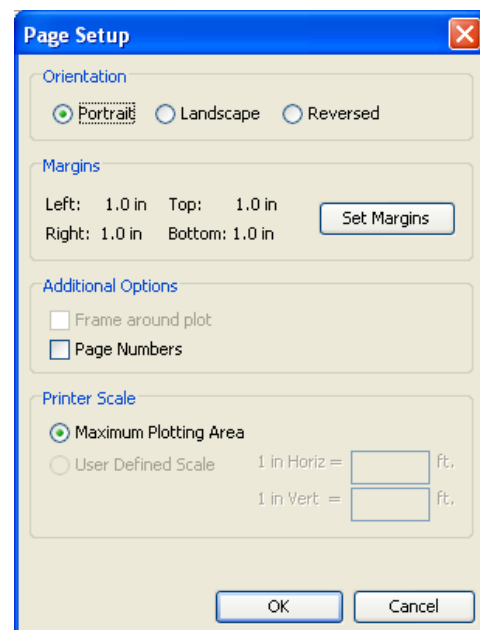 Page Setup
Orientation
Portrait Landscape Reversed
Margins
Left: 1.0 in Top: 1.0 in
Set Margins
Right: 1.0 in Bottom: 1.0 in
Additional Options
Frame around plot
Page Numbers
Printer Scale
Maximum Plotting Area
User Defined Scale 1 in Horiz = ft.
1 in Vert = ft.
OK Cancel